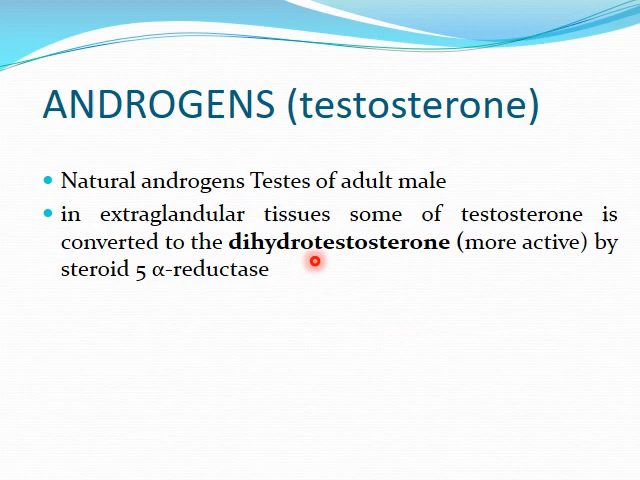 ANDROGENS (testosterone)
• Natural androgens Testes of adult male
• in extraglandular tissues some of testosterone is
converted to the dihydrotestosterone (more active) by
steroid 5 α-reductase